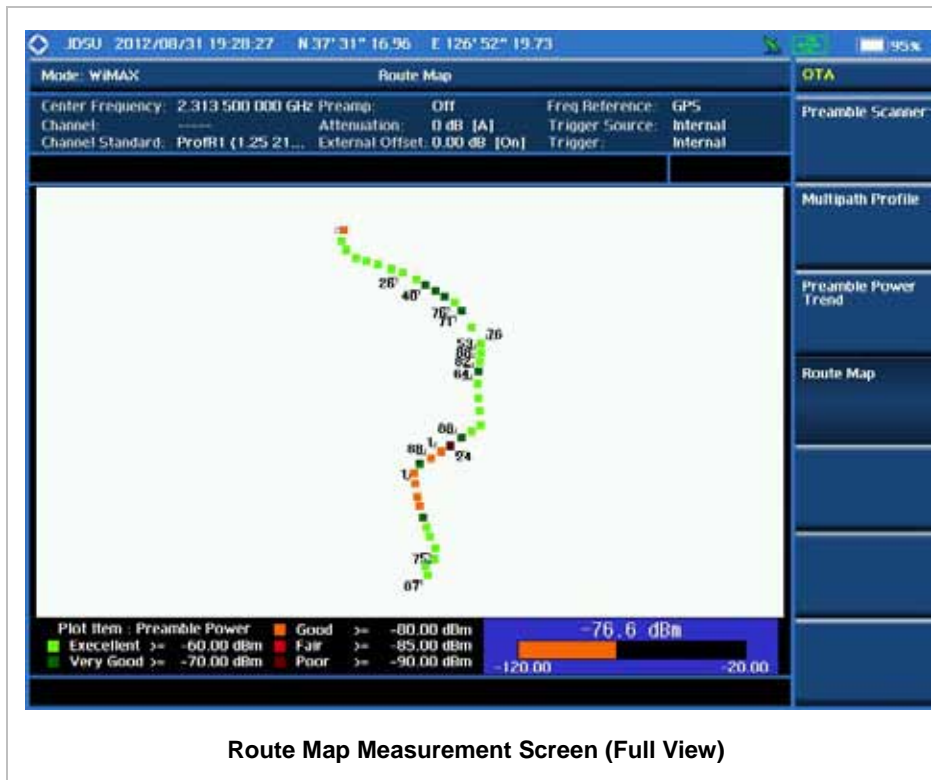 JDSU 2012/08/31 19:28:27 N 37° 31" 16.96 E 126° 52" 19.73 95%
Mode: WiMAX Route Map
OTA
Center Frequency: 2.313 500 000 GHz Preamp: Off Freq Reference: GPS
Channel: ----- Attenuation: 0 dB [A] Trigger Source: Internal
Channel Standard: ProfR1 (1.25 21... External Offset: 0.00 dB [On] Trigger: Internal
Preamble Scanner
Multipath Profile
Preamble Power Trend
Route Map
26
40
76
71
76
64
88
1
24
88
1
75
87
Plot Item : Preamble Power
Execellent >= -60.00 dBm
Very Good >= -70.00 dBm
Good >= -80.00 dBm
Fair >= -85.00 dBm
Poor >= -90.00 dBm
-76.6 dBm
-120.00 -20.00
Route Map Measurement Screen (Full View)